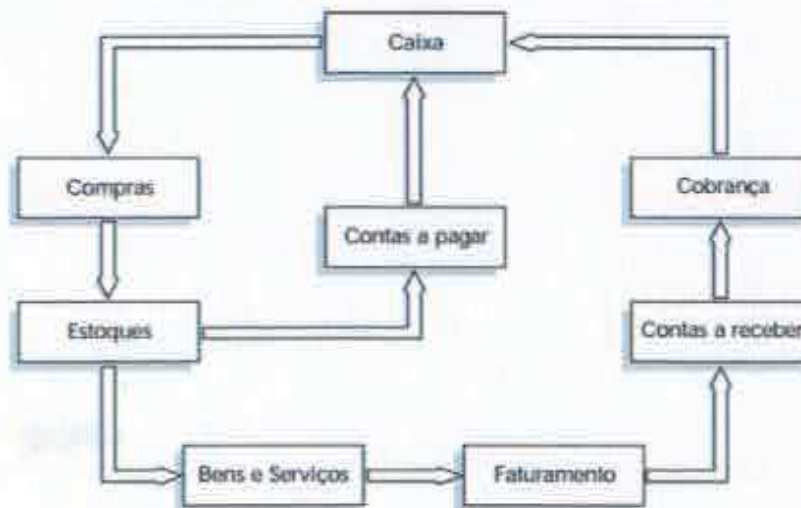 Caixa
Compras
Cobrança
Contas a pagar
Estoques
Contas a receber
Bens e Serviços
Faturamento